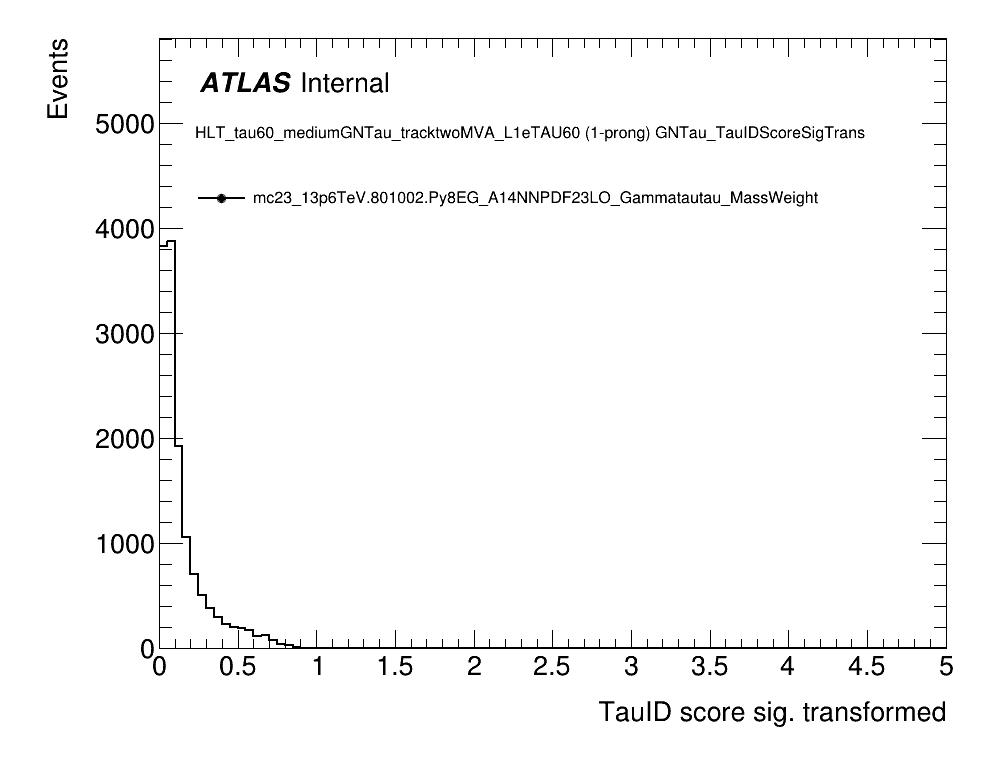 Events
ATLAS Internal
HLT_tau60_mediumGNTau_tracktwoMVA_L1eTAU60 (1-prong) GNTau_TauIDScoreSigTrans
mc23_13p6TeV.801002.Py8EG_A14NNPDF23LO_Gammatautau_MassWeight
5000
4000
3000
2000
1000
0
0 0.5 1 1.5 2 2.5 3 3.5 4 4.5 5
TauID score sig. transformed